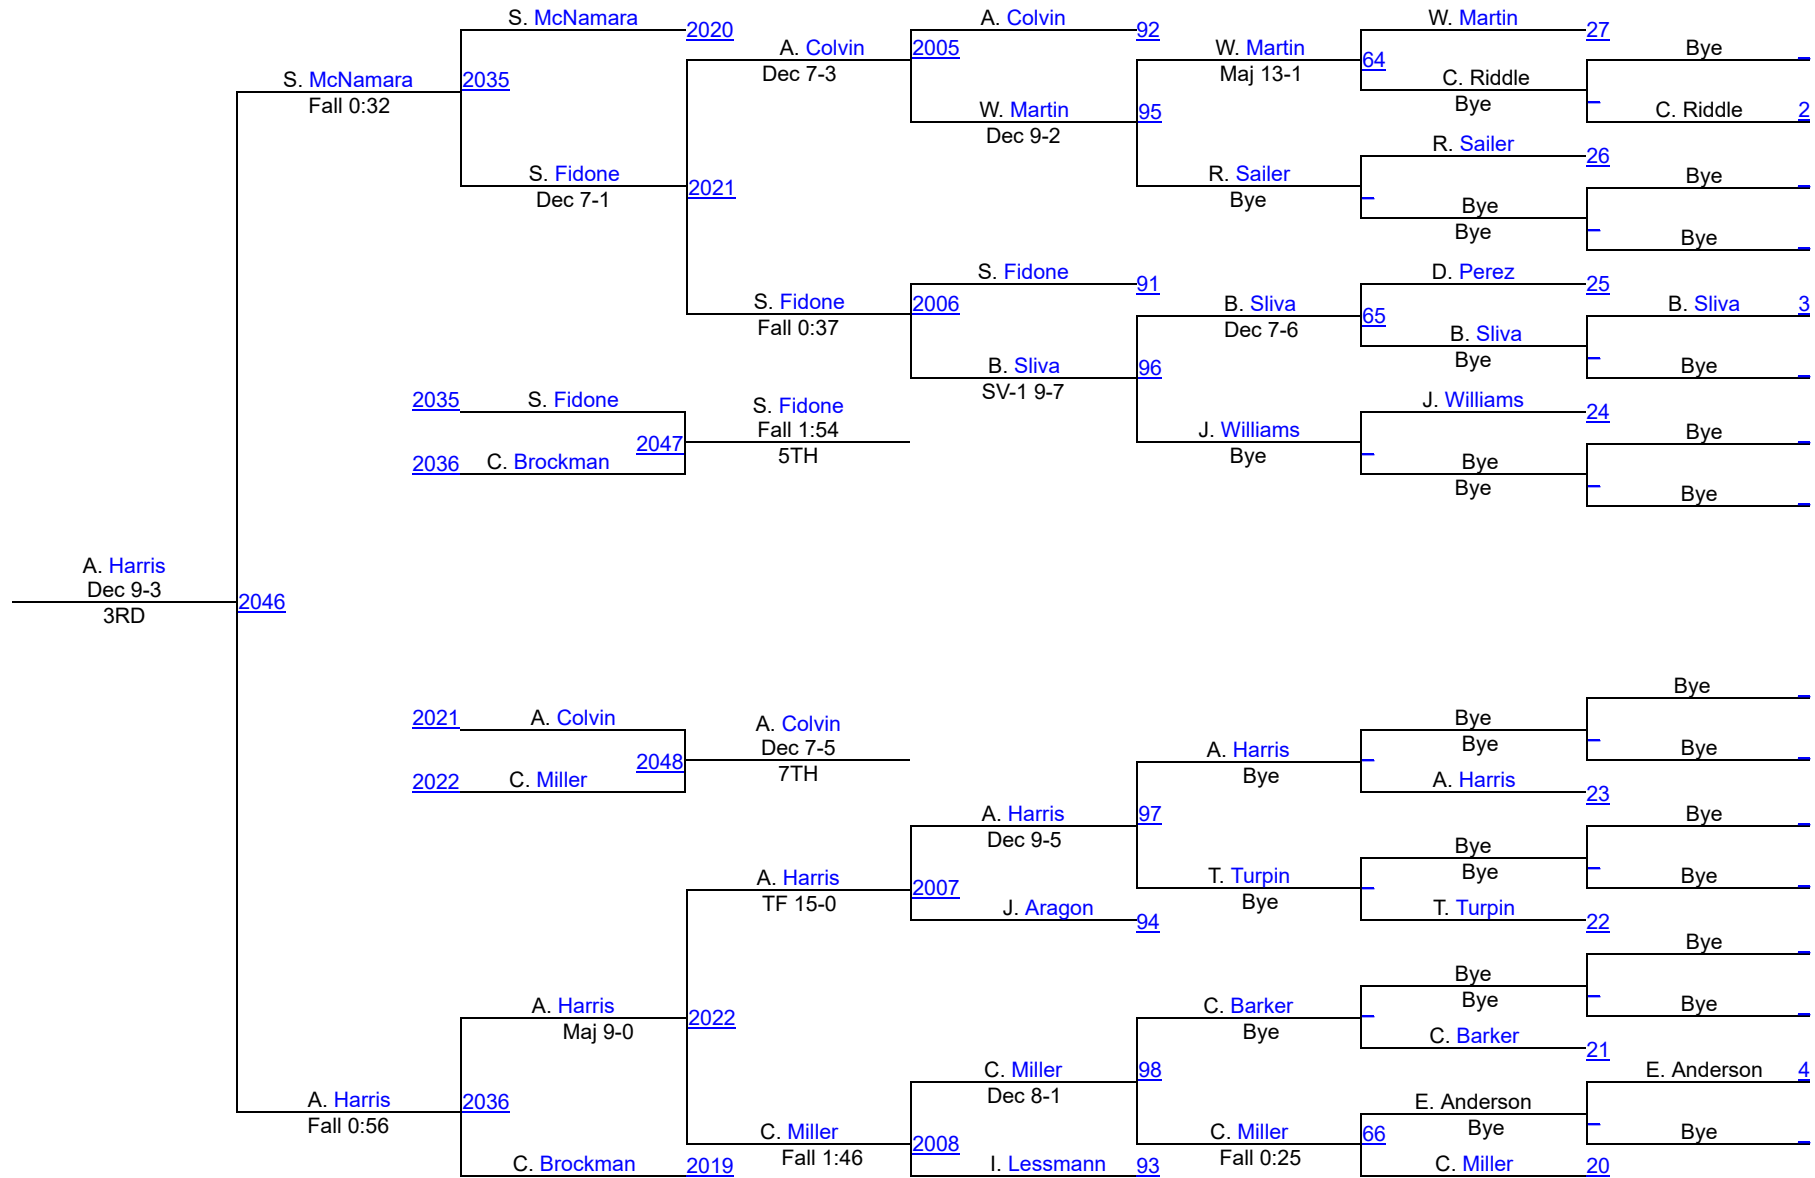 S. McNamara
2020
A. Colvin
92
W. Martin
27
A. Colvin
Dec 7-3
2005
W. Martin
Maj 13-1
64
Bye
S. McNamara
Fall 0:32
2035
C. Riddle
Bye
W. Martin
Dec 9-2
95
C. Riddle
2
R. Sailer
26
S. Fidone
Dec 7-1
2021
R. Sailer
Bye
Bye
Bye
Bye
Bye
S. Fidone
91
D. Perez
25
S. Fidone
Fall 0:37
2006
B. Sliva
Dec 7-6
65
B. Sliva
3
B. Sliva
Bye
B. Sliva
SV-1 9-7
96
Bye
2035
S. Fidone
S. Fidone
Fall 1:54
5TH
J. Williams
24
2047
J. Williams
Bye
Bye
2036
C. Brockman
Bye
Bye
Bye
A. Harris
Dec 9-3
3RD
2046
Bye
2021
A. Colvin
A. Colvin
Dec 7-5
7TH
Bye
Bye
2048
A. Harris
Bye
Bye
2022
C. Miller
A. Harris
23
A. Harris
Dec 9-5
97
Bye
Bye
Bye
A. Harris
TF 15-0
2007
T. Turpin
Bye
Bye
J. Aragon
94
T. Turpin
22
Bye
Bye
Bye
A. Harris
Maj 9-0
2022
C. Barker
Bye
Bye
C. Barker
21
C. Miller
Dec 8-1
98
E. Anderson
4
A. Harris
Fall 0:56
2036
E. Anderson
Bye
C. Miller
Fall 1:46
2008
C. Miller
Fall 0:25
66
Bye
C. Brockman
2019
I. Lessmann
93
C. Miller
20